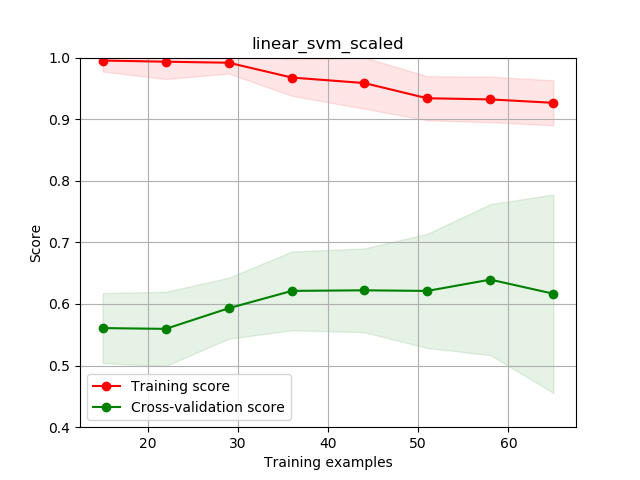 linear_svm_scaled
1.0
0.9
0.8
0.7
0.6
0.5
0.4
Score
Training score
Cross-validation score
20 30 40 50 60
Training examples